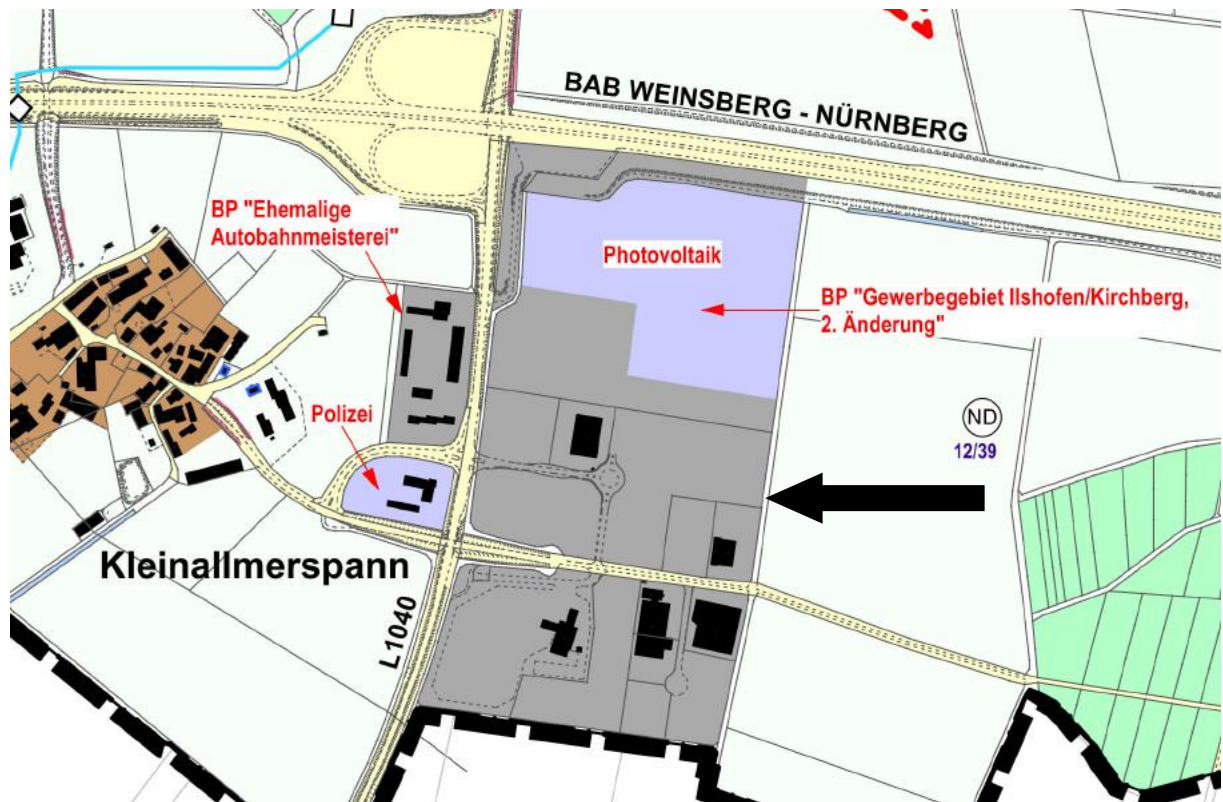 BAB WEINSBERG - NÜRNBERG
BP "Ehemalige
Autobahnmeisterei"
Photovoltaik
BP "Gewerbegebiet Ilshofen/Kirchberg,
2. Änderung"
Polizei
ND
12/39
Kleinallmerspann
L1040